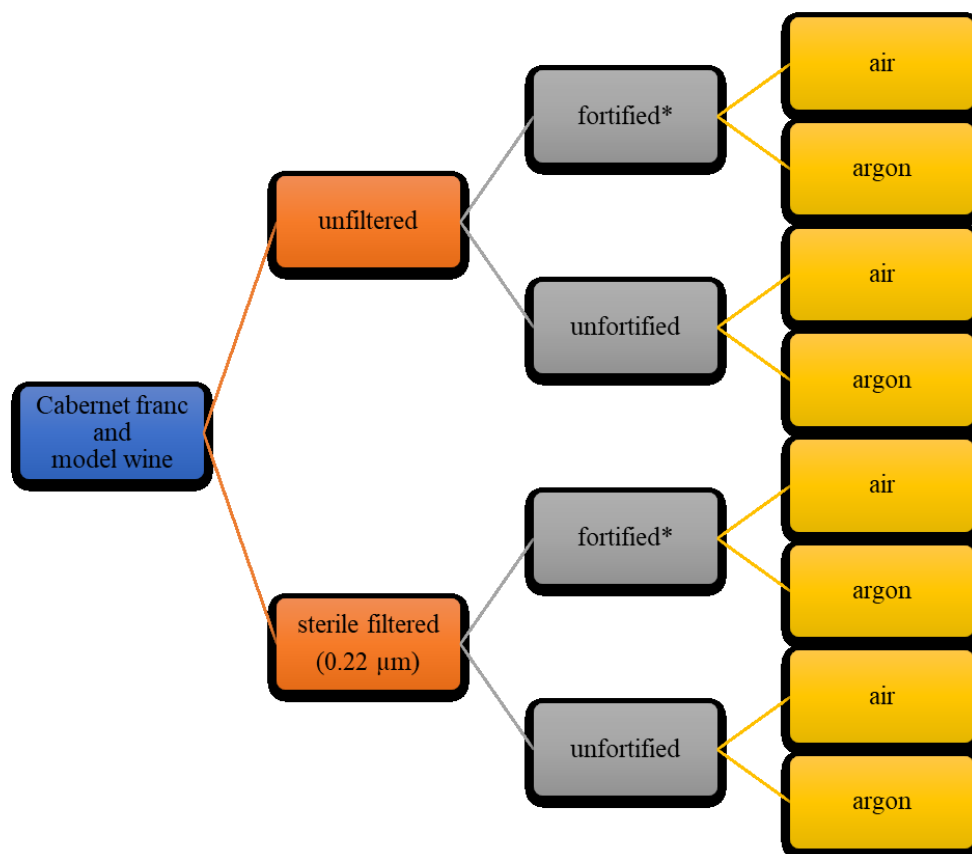 Cabernet franc
and
model wine
unfiltered
sterile filtered
(0.22 µm)
fortified*
unfortified
fortified*
unfortified
air
argon
air
argon
air
argon
air
argon